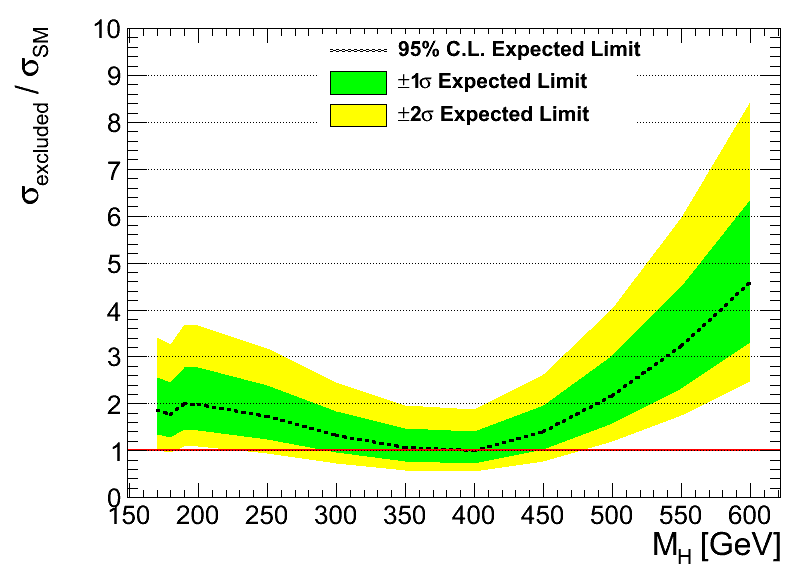 σexcluded / σSM
10
9
8
7
6
5
4
3
2
1
0
95% C.L. Expected Limit
±1σ Expected Limit
±2σ Expected Limit
150 200 250 300 350 400 450 500 550 600
MH [GeV]